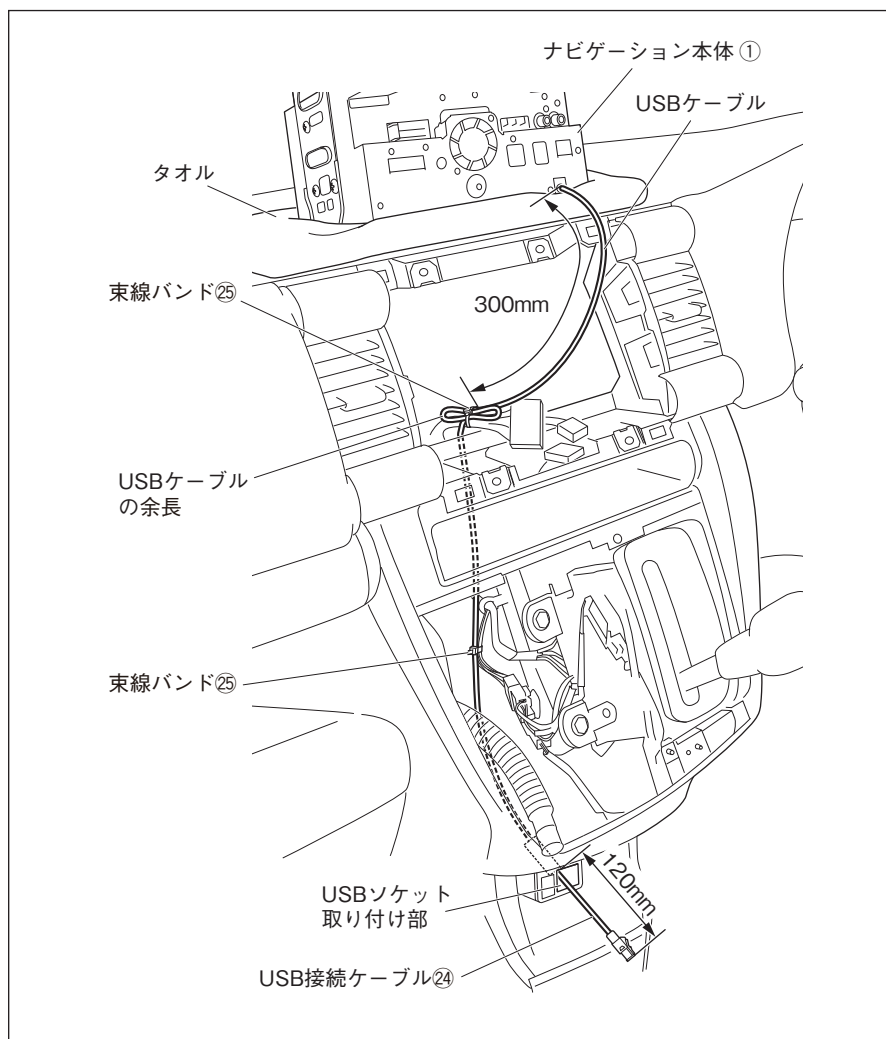 ナビゲーション本体①
USBケーブル
タオル
束線バンド㉕
300mm
USBケーブル
の余長
束線バンド㉕
120mm
USBソケット
取り付け部
USB接続ケーブル㉔